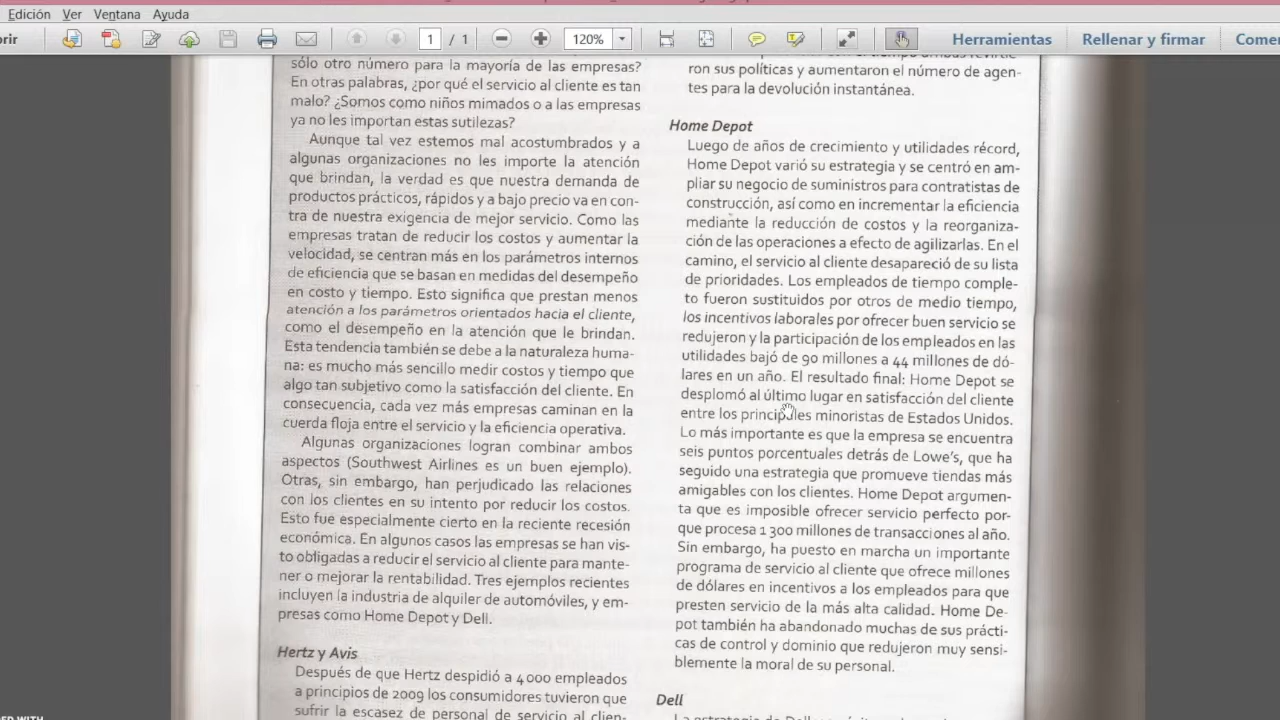 Edición Ver Ventana Ayuda
rir
1 / 1
120%
Herramientas
Rellenar y firmar
Comer
sólo otro número para la mayoría de las empresas?
En otras palabras, ¿por qué el servicio al cliente es tan
malo? ¿Somos como niños mimados o a las empresas
ya no les importan estas sutilezas?
Aunque tal vez estemos mal acostumbrados y a
algunas organizaciones no les importe la atención
que brindan, la verdad es que nuestra demanda de
productos prácticos, rápidos y a bajo precio va en con-
tra de nuestra exigencia de mejor servicio. Como las
empresas tratan de reducir los costos y aumentar la
velocidad, se centran más en los parámetros internos
de eficiencia que se basan en medidas del desempeño
en costo y tiempo. Esto significa que prestan menos
atención a los parámetros orientados hacia el cliente,
como el desempeño en la atención que le brindan.
Esta tendencia también se debe a la naturaleza huma-
na: es mucho más sencillo medir costos y tiempo que
algo tan subjetivo como la satisfacción del cliente. En
consecuencia, cada vez más empresas caminan en la
cuerda floja entre el servicio y la eficiencia operativa.
Algunas organizaciones logran combinar ambos
aspectos (Southwest Airlines es un buen ejemplo).
Otras, sin embargo, han perjudicado las relaciones
con los clientes en su intento por reducir los costos.
Esto fue especialmente cierto en la reciente recesión
económica. En algunos casos las empresas se han vis-
to obligadas a reducir el servicio al cliente para mante-
ner o mejorar la rentabilidad. Tres ejemplos recientes
incluyen la industria de alquiler de automóviles, y em-
presas como Home Depot y Dell.
Hertz y Avis
Después de que Hertz despidió a 4 000 empleados
a principios de 2009 los consumidores tuvieron que
sufrir la escasez de personal de servicio al clien-
ron sus políticas y aumentaron el número de agen-
tes para la devolución instantánea.
Home Depot
Luego de años de crecimiento y utilidades récord,
Home Depot varió su estrategia y se centró en am-
pliar su negocio de suministros para contratistas de
construcción, así como en incrementar la eficiencia
mediante la reducción de costos y la reorganiza-
ción de las operaciones a efecto de agilizarlas. En el
camino, el servicio al cliente desapareció de su lista
de prioridades. Los empleados de tiempo comple-
to fueron sustituidos por otros de medio tiempo,
los incentivos laborales por ofrecer buen servicio se
redujeron y la participación de los empleados en las
utilidades bajó de 90 millones a 44 millones de dó-
lares en un año. El resultado final: Home Depot se
desplomó al último lugar en satisfacción del cliente
entre los principales minoristas de Estados Unidos.
Lo más importante es que la empresa se encuentra
seis puntos porcentuales detrás de Lowe's, que ha
seguido una estrategia que promueve tiendas más
amigables con los clientes. Home Depot argumen-
ta que es imposible ofrecer servicio perfecto por-
que procesa 1 300 millones de transacciones al año.
Sin embargo, ha puesto en marcha un importante
programa de servicio al cliente que ofrece millones
de dólares en incentivos a los empleados para que
presten servicio de la más alta calidad. Home De-
pot también ha abandonado muchas de sus prácti-
cas de control y dominio que redujeron muy sensi-
blemente la moral de su personal.
Dell